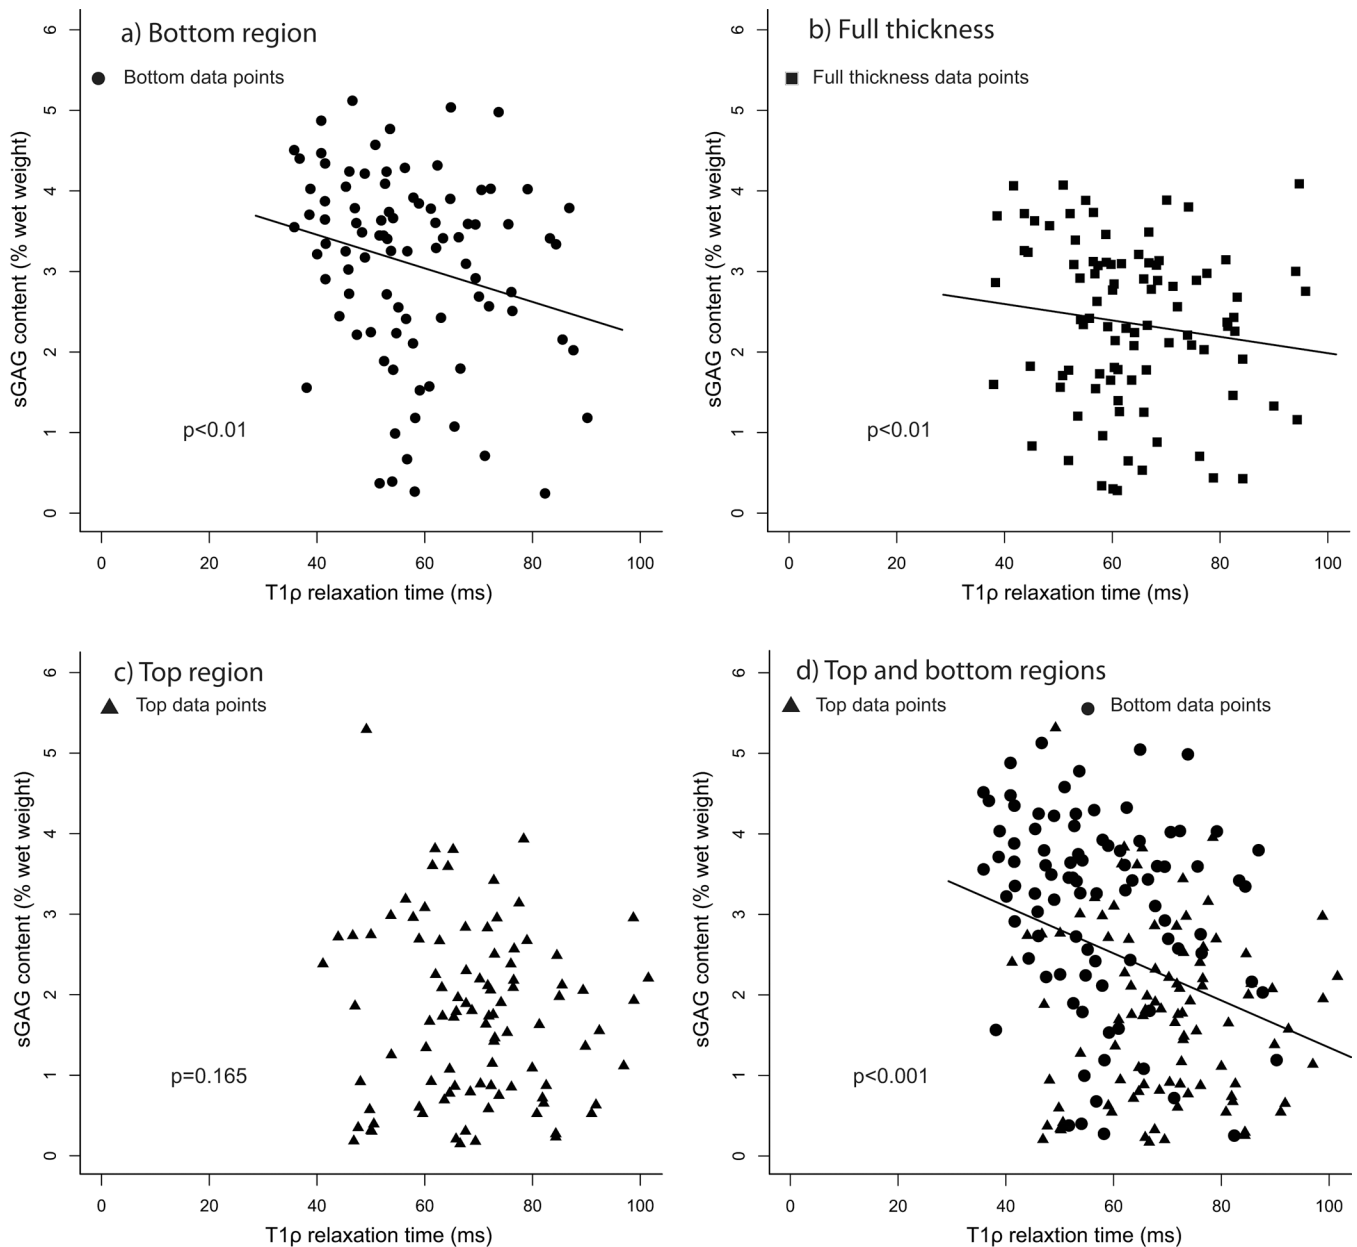 a) Bottom region
Bottom data points
6
5
4
3
2
1
0
sGAG content (% wet weight)
p<0.01
0 20 40 60 80 100
T1ρ relaxation time (ms)
b) Full thickness
Full thickness data points
6
5
4
3
2
1
0
sGAG content (% wet weight)
p<0.01
0 20 40 60 80 100
T1ρ relaxation time (ms)
c) Top region
Top data points
6
5
4
3
2
1
0
sGAG content (% wet weight)
p=0.165
0 20 40 60 80 100
T1ρ relaxation time (ms)
d) Top and bottom regions
Top data points Bottom data points
6
5
4
3
2
1
0
sGAG content (% wet weight)
p<0.001
0 20 40 60 80 100
T1ρ relaxation time (ms)